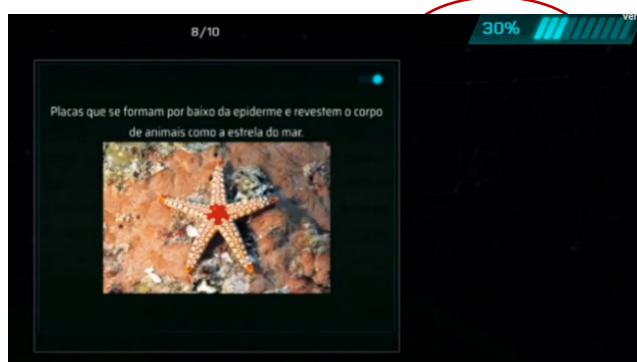 8/10
30%
Ver
Placas que se formam por baixo da epiderme e revestem o corpo
de animais como a estrela do mar.